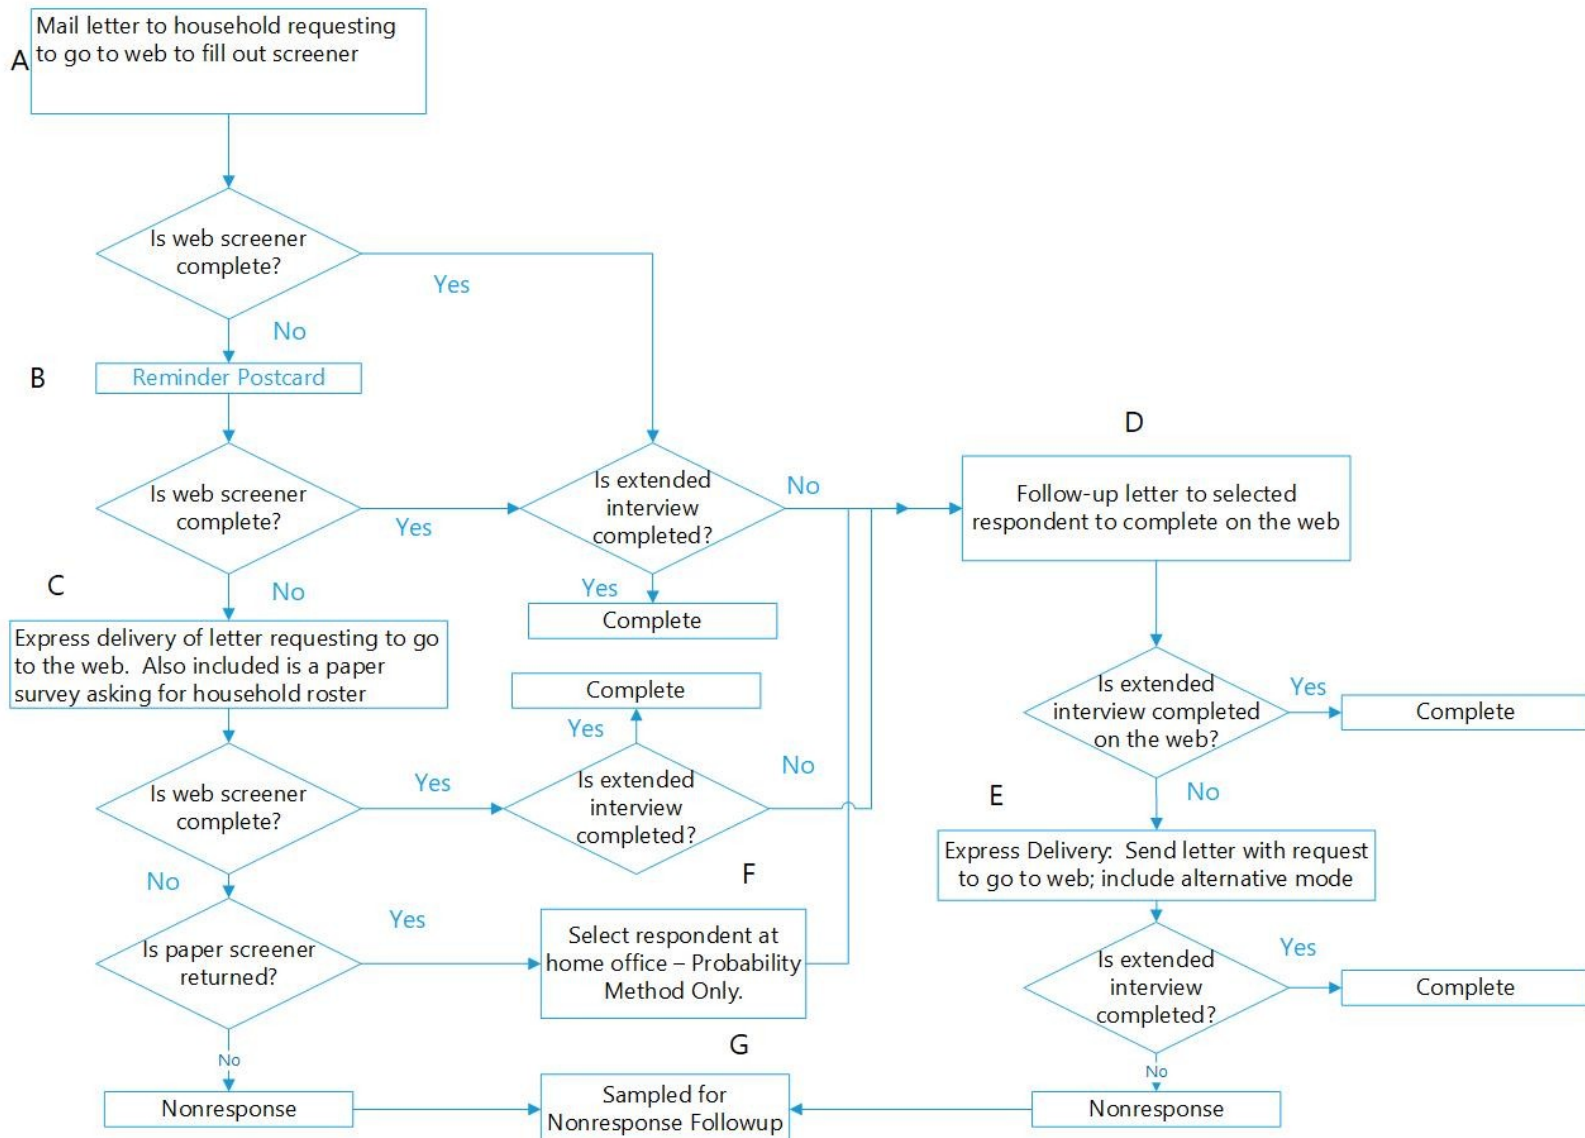 Mail letter to household requesting
to go to web to fill out screener
A
Is web screener
complete?
Yes
No
B
Reminder Postcard
Is web screener
complete?
Yes
No
Is extended
interview
completed?
No
Yes
Complete
D
Follow-up letter to selected
respondent to complete on the web
C
Express delivery of letter requesting to go
to the web. Also included is a paper
survey asking for household roster
Complete
Yes
Is web screener
complete?
Yes
No
Is extended
interview
completed?
No
Is extended
interview completed
on the web?
Yes
Complete
No
E
Express Delivery: Send letter with request
to go to web; include alternative mode
F
Is paper screener
returned?
Yes
Select respondent at
home office – Probability
Method Only.
Is extended
interview
completed?
Yes
Complete
No
Nonresponse
G
Sampled for
Nonresponse Followup
No
Nonresponse